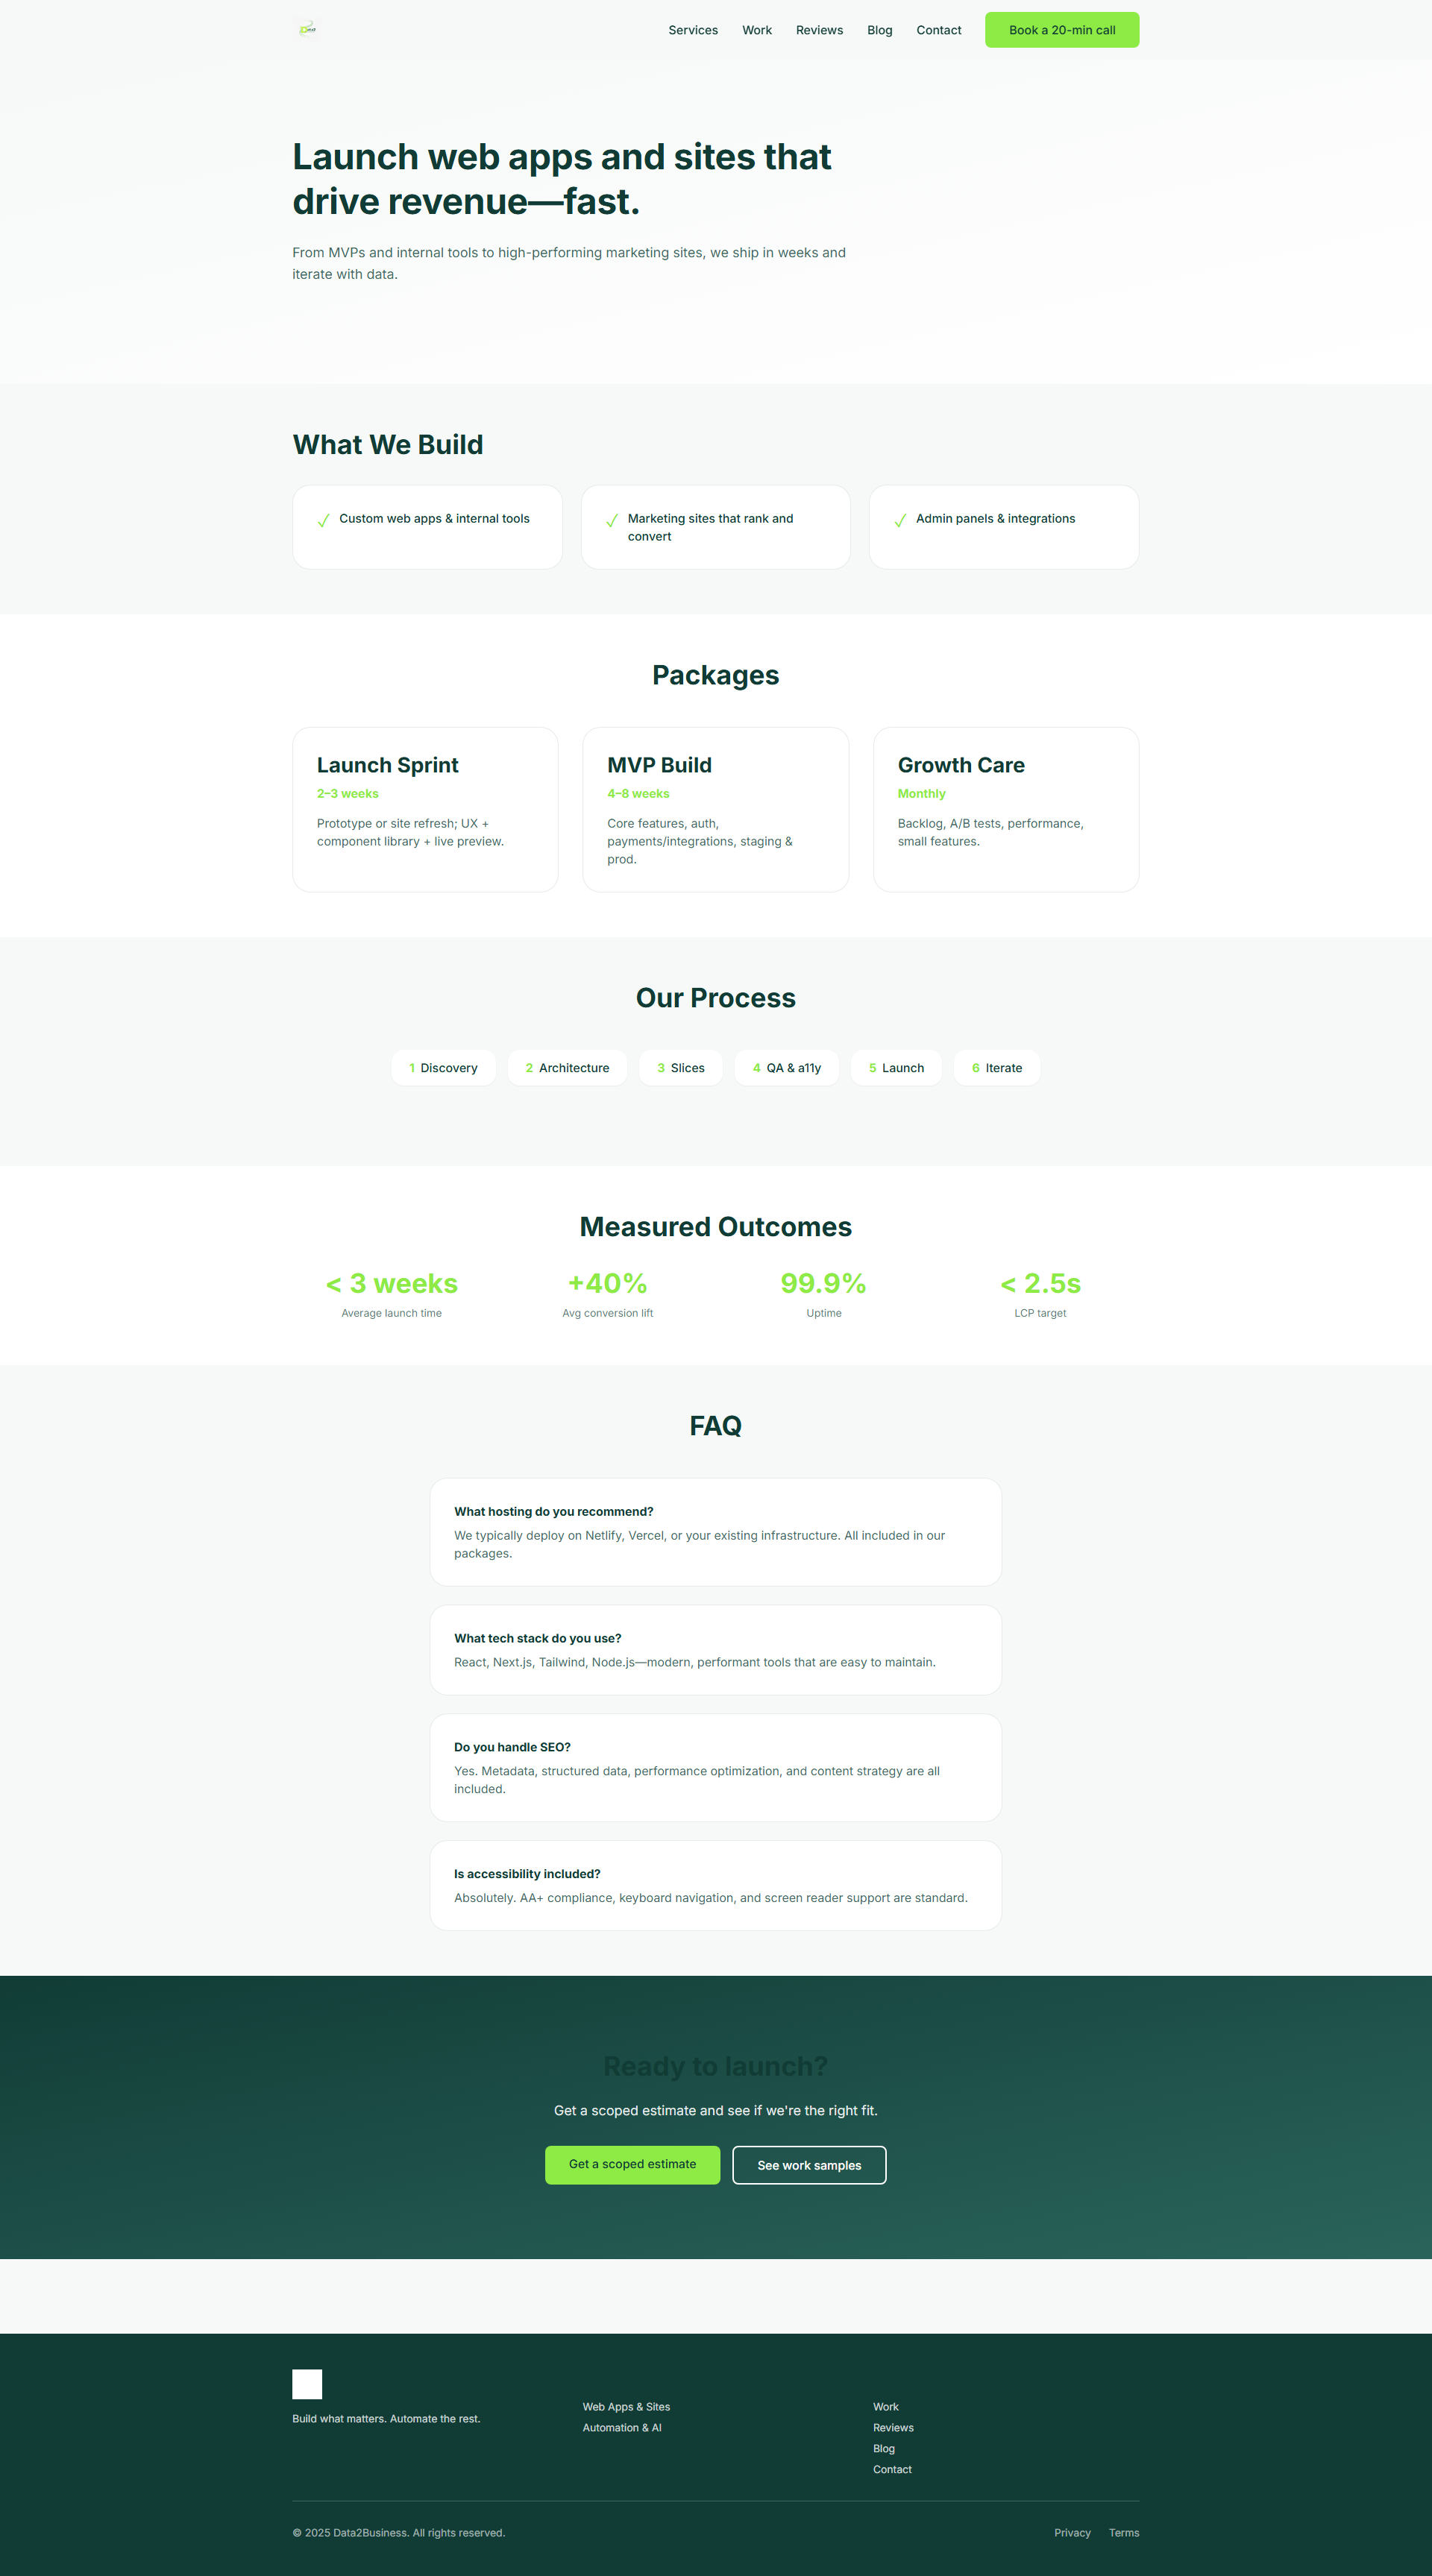 Services
Work
Reviews
Blog
Contact
Book a 20-min call
Launch web apps and sites that
drive revenue—fast.
From MVPs and internal tools to high-performing marketing sites, we ship in weeks and
iterate with data.
What We Build
✓ Custom web apps & internal tools
✓ Marketing sites that rank and
convert
✓ Admin panels & integrations
Packages
Launch Sprint
2–3 weeks
Prototype or site refresh; UX +
component library + live preview.
MVP Build
4–8 weeks
Core features, auth,
payments/integrations, staging &
prod.
Growth Care
Monthly
Backlog, A/B tests, performance,
small features.
Our Process
1 Discovery
2 Architecture
3 Slices
4 QA & a11y
5 Launch
6 Iterate
Measured Outcomes
< 3 weeks
Average launch time
+40%
Avg conversion lift
99.9%
Uptime
< 2.5s
LCP target
FAQ
What hosting do you recommend?
We typically deploy on Netlify, Vercel, or your existing infrastructure. All included in our
packages.
What tech stack do you use?
React, Next.js, Tailwind, Node.js—modern, performant tools that are easy to maintain.
Do you handle SEO?
Yes. Metadata, structured data, performance optimization, and content strategy are all
included.
Is accessibility included?
Absolutely. AA+ compliance, keyboard navigation, and screen reader support are standard.
Ready to launch?
Get a scoped estimate and see if we're the right fit.
Get a scoped estimate
See work samples
Build what matters. Automate the rest.
Web Apps & Sites
Automation & AI
Work
Reviews
Blog
Contact
© 2025 Data2Business. All rights reserved.
Privacy
Terms